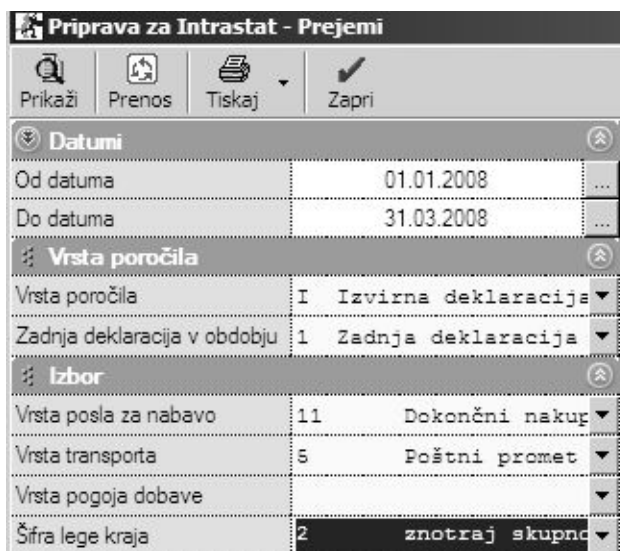 Priprava za Intrastat - Prejemi
Prikaži Prenos Tiskaj Zapri
Datumi
Od datuma 01.01.2008 ...
Do datuma 31.03.2008 ...
Vrsta poročila
Vrsta poročila I Izvirna deklaracija
Zadnja deklaracija v obdobju 1 Zadnja deklaracija
Izbor
Vrsta posla za nabavo 11 Dokončni nakup
Vrsta transporta 5 Poštni promet
Vrsta pogoja dobave
Šifra lege kraja 2 znotraj skupno